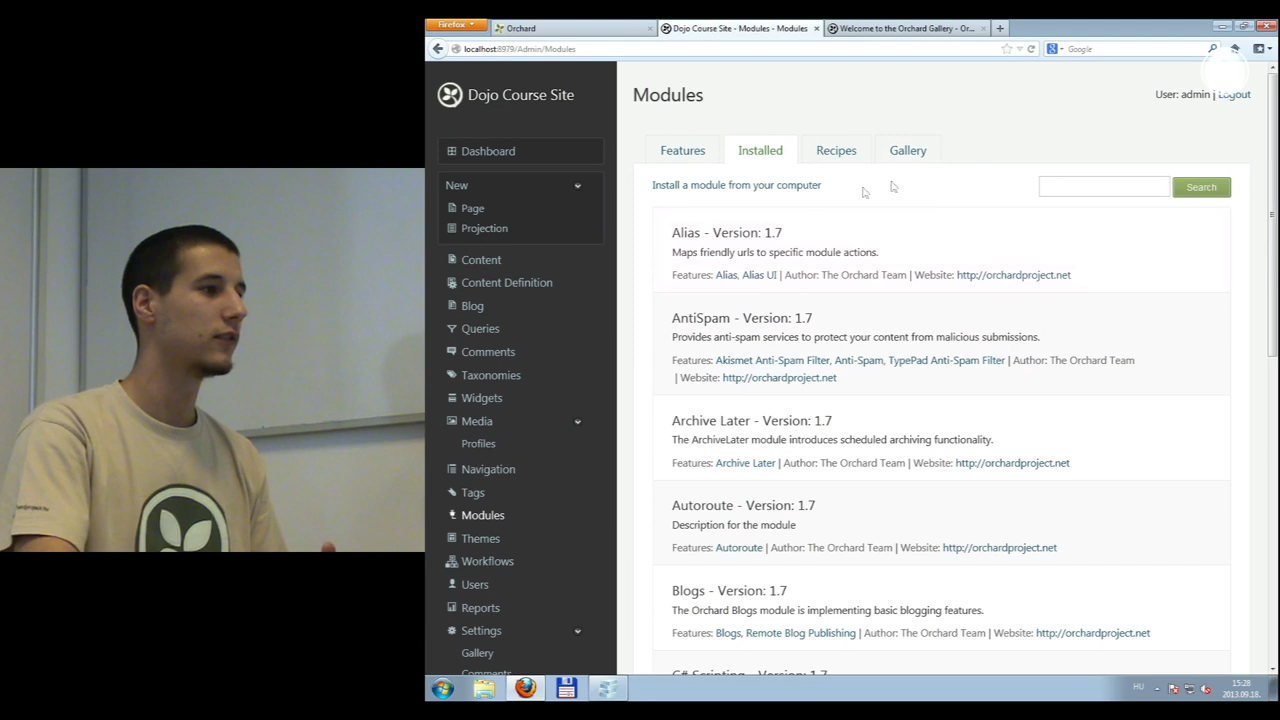 Firefox
Orchard
Dojo Course Site - Modules - Modules
Welcome to the Orchard Gallery - Or...
localhost:8979/Admin/Modules
Google
Dojo Course Site
Modules
User: admin | Logout
Dashboard
Features
Installed
Recipes
Gallery
New
Page
Projection
Install a module from your computer
Search
Content
Content Definition
Blog
Queries
Comments
Taxonomies
Widgets
Media
Profiles
Navigation
Tags
Modules
Themes
Workflows
Users
Reports
Settings
Gallery
Comments
Alias - Version: 1.7
Maps friendly urls to specific module actions.
Features: Alias, Alias UI | Author: The Orchard Team | Website: http://orchardproject.net
AntiSpam - Version: 1.7
Provides anti-spam services to protect your content from malicious submissions.
Features: Akismet Anti-Spam Filter, Anti-Spam, TypePad Anti-Spam Filter | Author: The Orchard Team
| Website: http://orchardproject.net
Archive Later - Version: 1.7
The ArchiveLater module introduces scheduled archiving functionality.
Features: Archive Later | Author: The Orchard Team | Website: http://orchardproject.net
Autoroute - Version: 1.7
Description for the module
Features: Autoroute | Author: The Orchard Team | Website: http://orchardproject.net
Blogs - Version: 1.7
The Orchard Blogs module is implementing basic blogging features.
Features: Blogs, Remote Blog Publishing | Author: The Orchard Team | Website: http://orchardproject.net
C# Scripting - Version: 1.7
HU
15:28
2013.09.18.